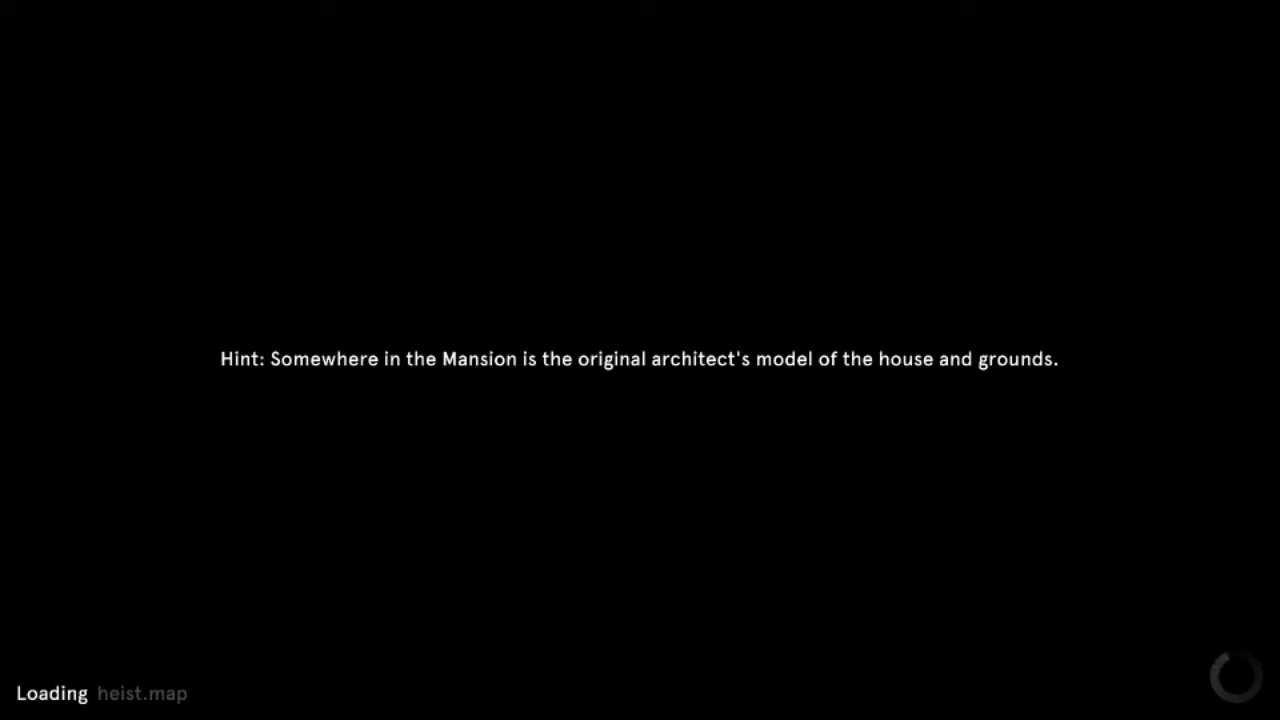 Hint: Somewhere in the Mansion is the original architect's model of the house and grounds.
Loading heist.map